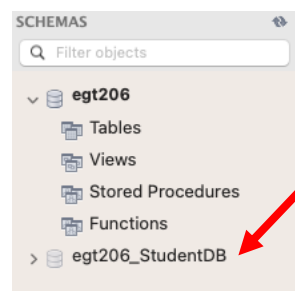 SCHEMAS
Filter objects
egt206
Tables
Views
Stored Procedures
Functions
egt206_StudentDB